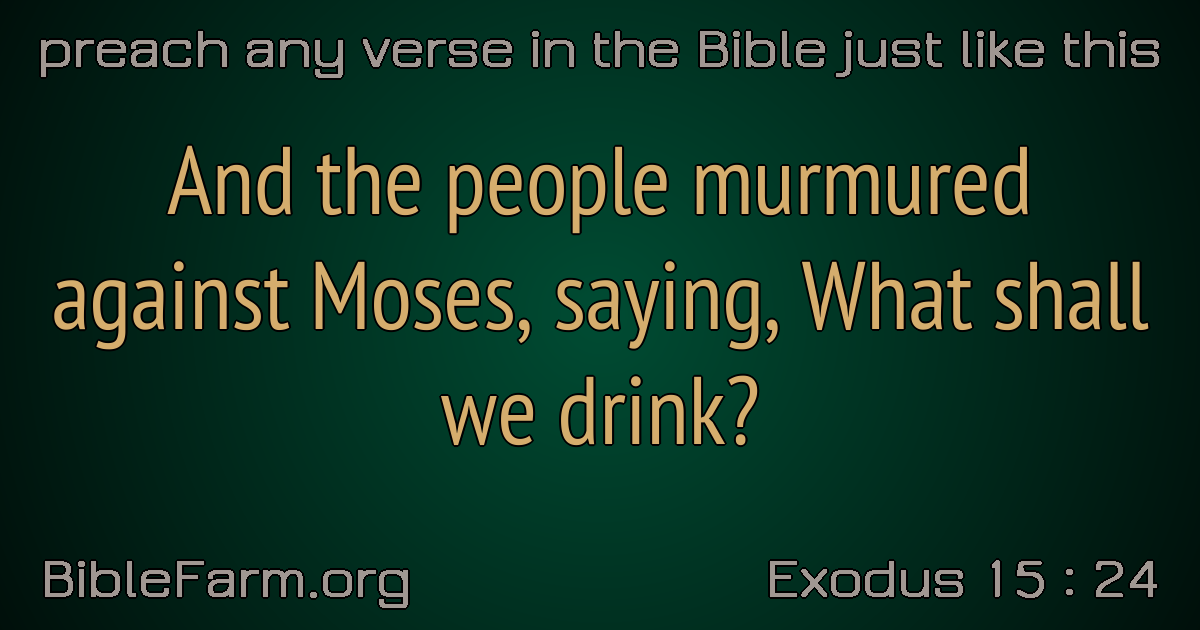 preach any verse in the Bible just like this
And the people murmured
against Moses, saying, What shall
we drink?
BibleFarm.org
Exodus 15 : 24